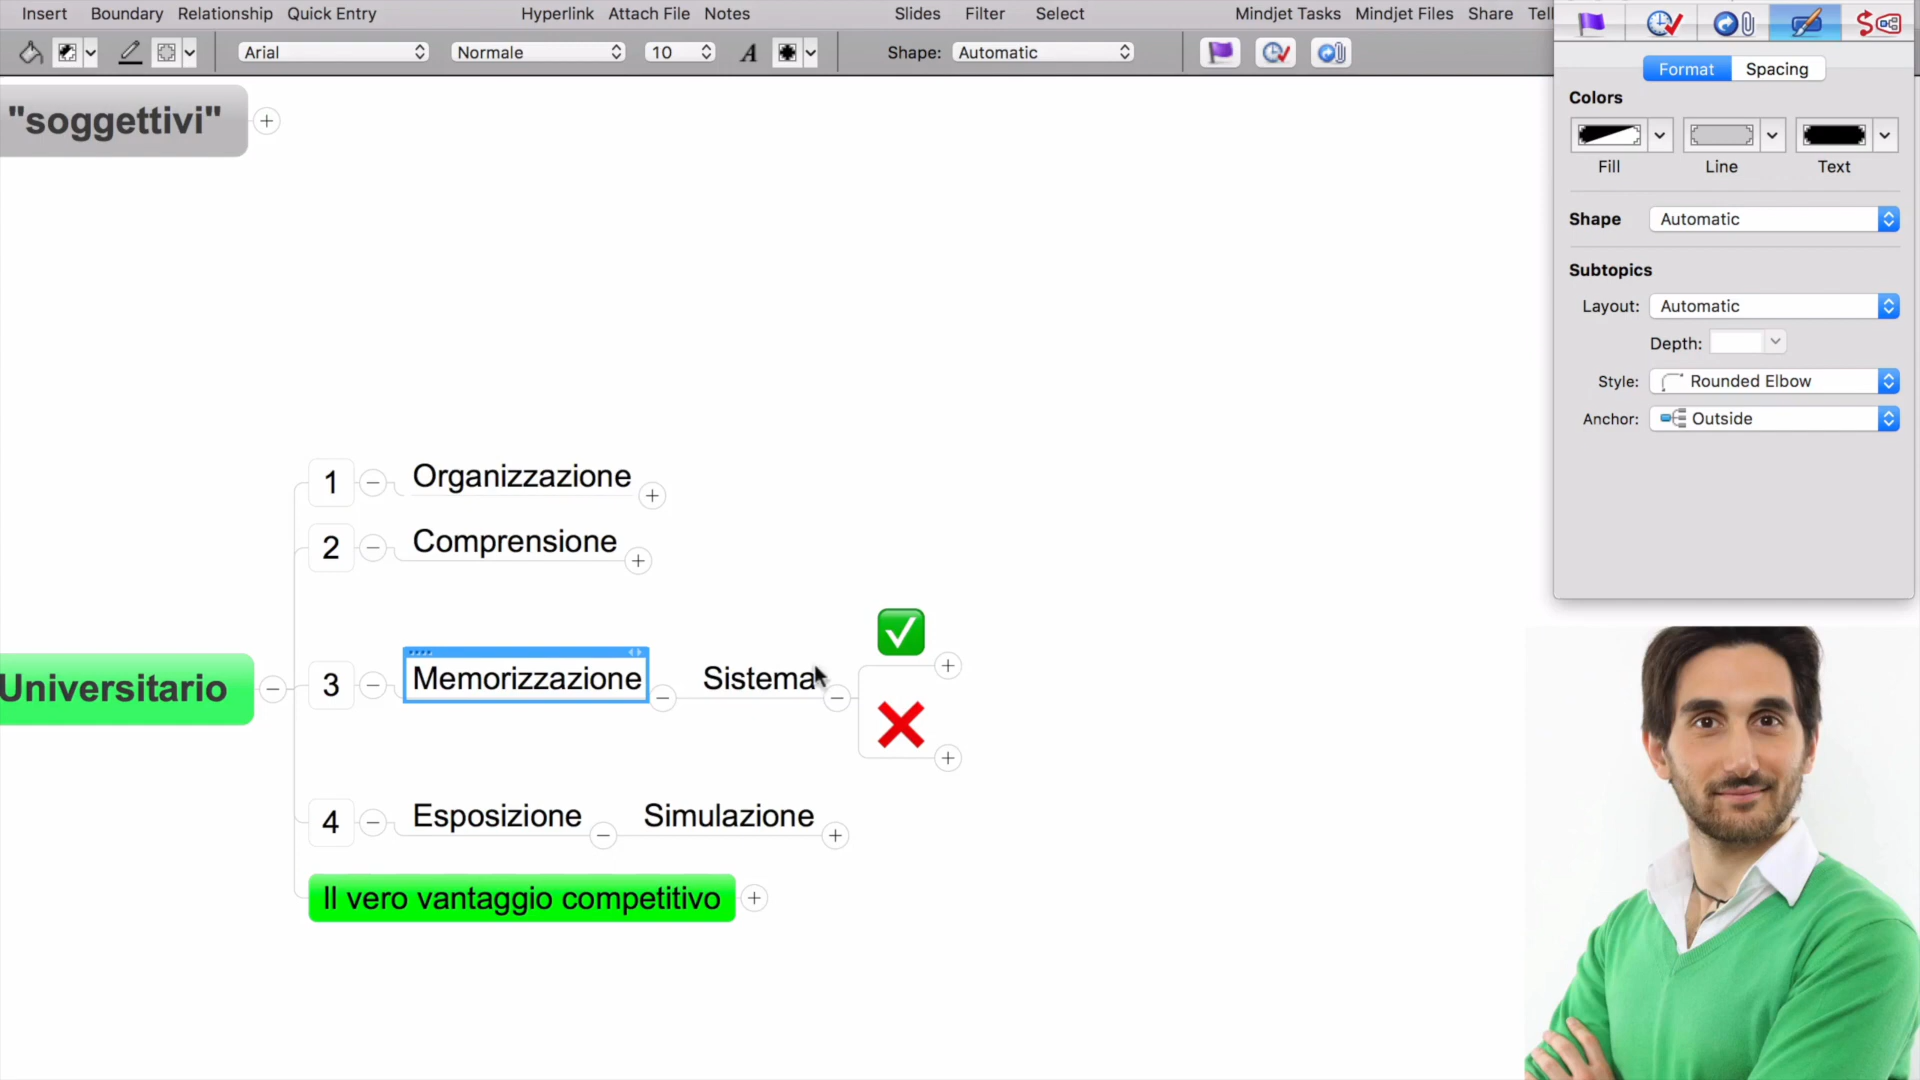 Insert Boundary Relationship Quick Entry Hyperlink Attach File Notes Slides Filter Select Mindjet Tasks Mindjet Files Share Tell
Arial Normale 10 A Shape: Automatic
Format Spacing
Colors
Fill Line Text
Shape Automatic
Subtopics
Layout: Automatic
Depth:
Style: Rounded Elbow
Anchor: Outside
"soggettivi"
Universitario
1 Organizzazione
2 Comprensione
3 Memorizzazione Sistema
4 Esposizione Simulazione
Il vero vantaggio competitivo